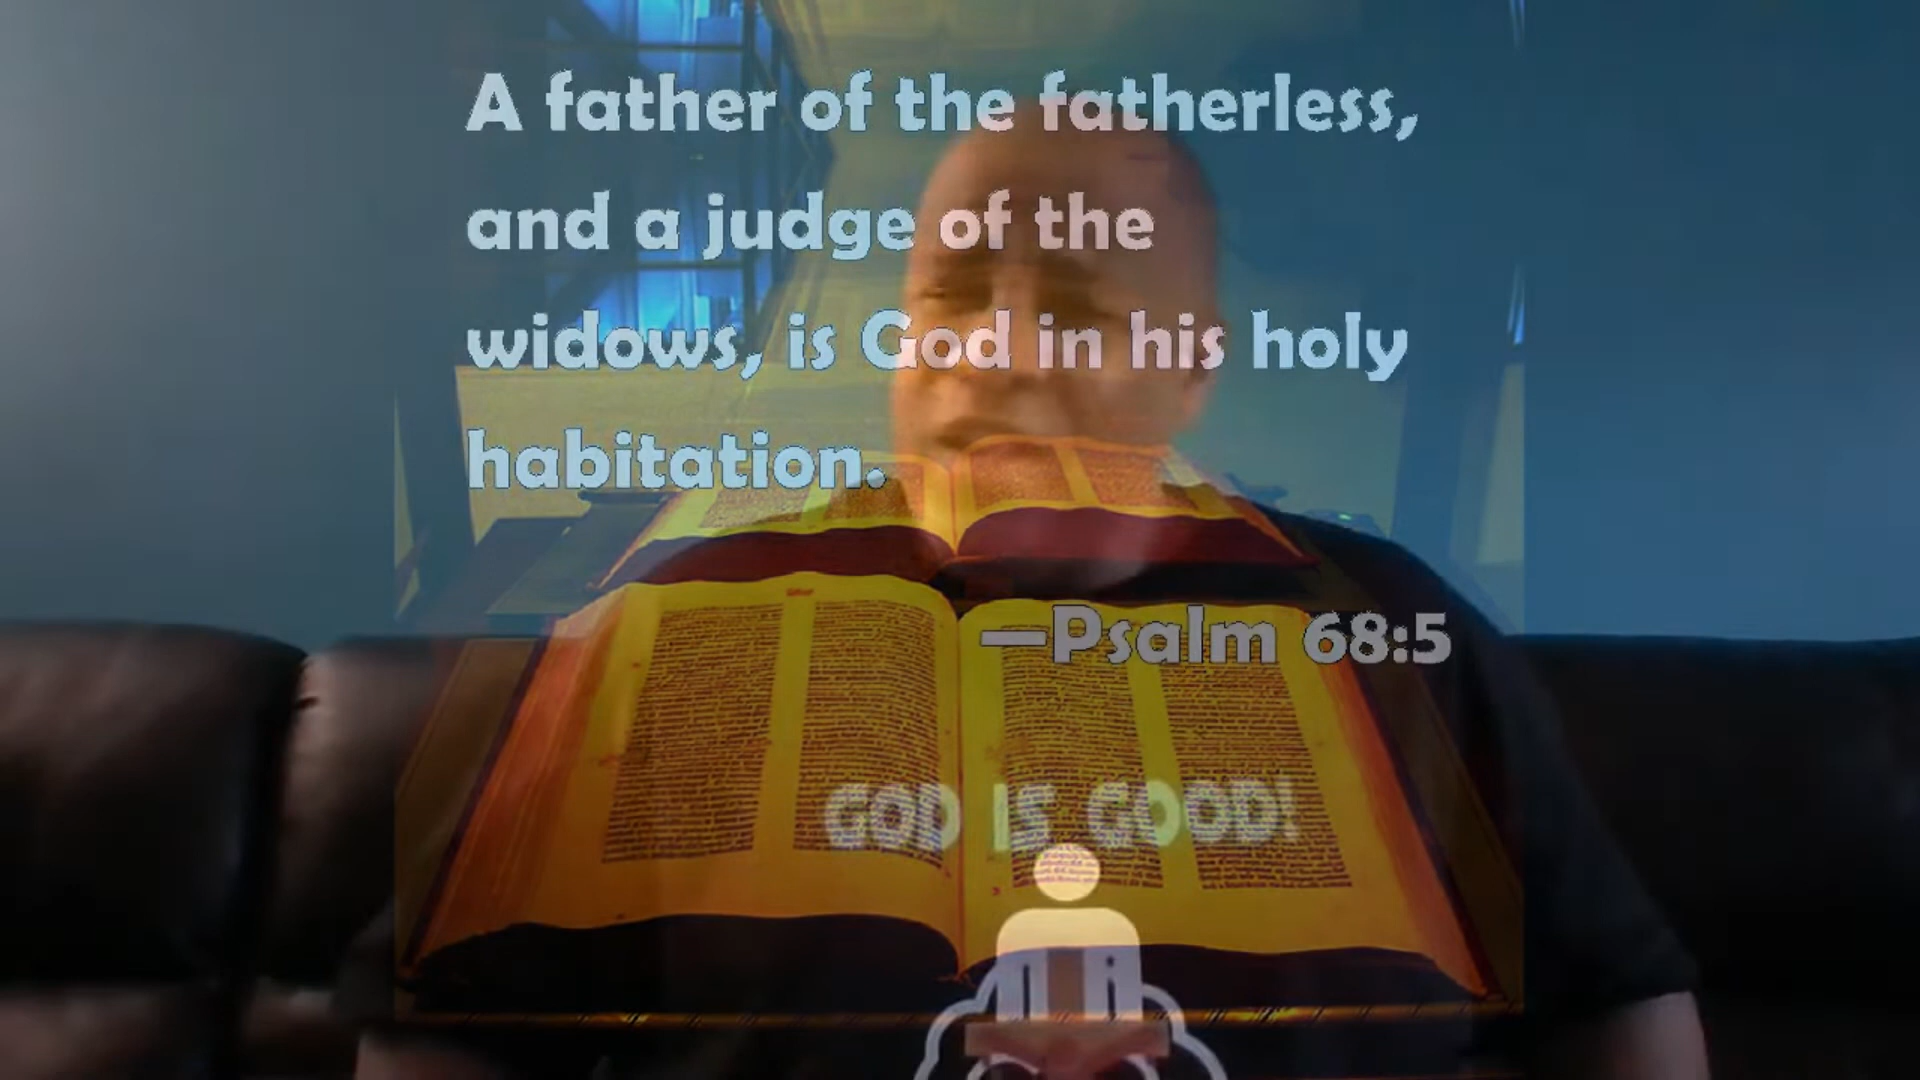 A father of the fatherless,
and a judge of the
widows, is God in his holy
habitation.
—Psalm 68:5
GOD IS GOOD!